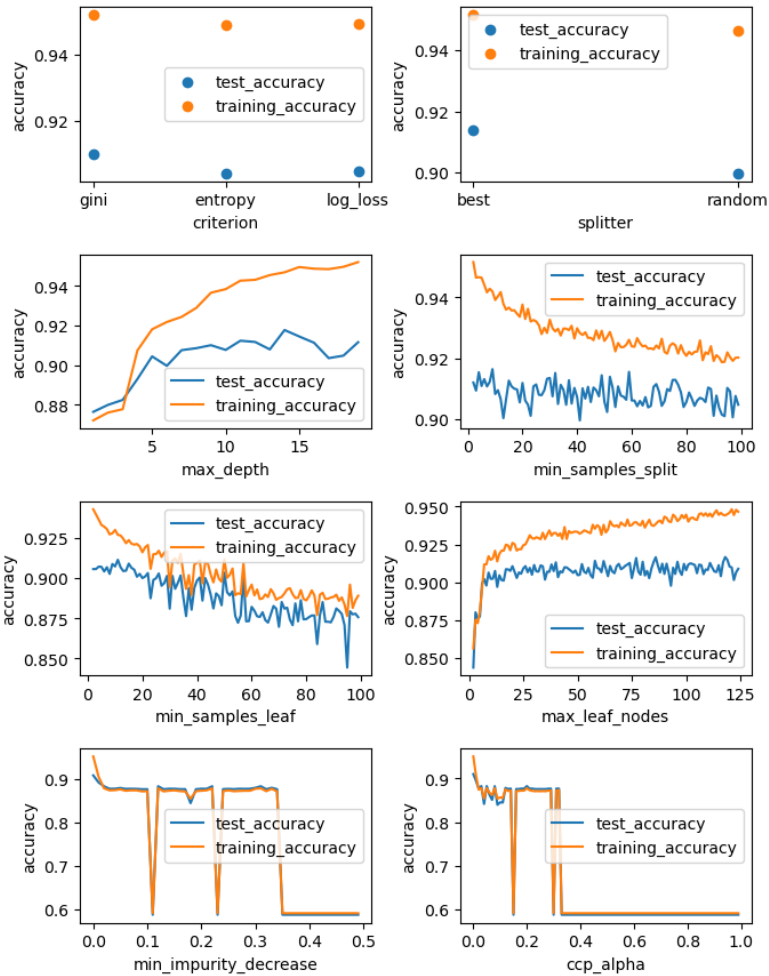 accuracy
0.94
0.92
test_accuracy
training_accuracy
gini
entropy
log_loss
criterion
accuracy
0.94
0.92
0.90
test_accuracy
training_accuracy
best
random
splitter
accuracy
0.94
0.92
0.90
0.88
test_accuracy
training_accuracy
5
10
15
max_depth
accuracy
0.94
0.92
0.90
test_accuracy
training_accuracy
0
20
40
60
80
100
min_samples_split
accuracy
0.925
0.900
0.875
0.850
test_accuracy
training_accuracy
0
20
40
60
80
100
min_samples_leaf
accuracy
0.950
0.925
0.900
0.875
0.850
test_accuracy
training_accuracy
0
25
50
75
100
125
max_leaf_nodes
accuracy
0.9
0.8
0.7
0.6
test_accuracy
training_accuracy
0.0
0.1
0.2
0.3
0.4
0.5
min_impurity_decrease
accuracy
0.9
0.8
0.7
0.6
test_accuracy
training_accuracy
0.0
0.2
0.4
0.6
0.8
1.0
ccp_alpha